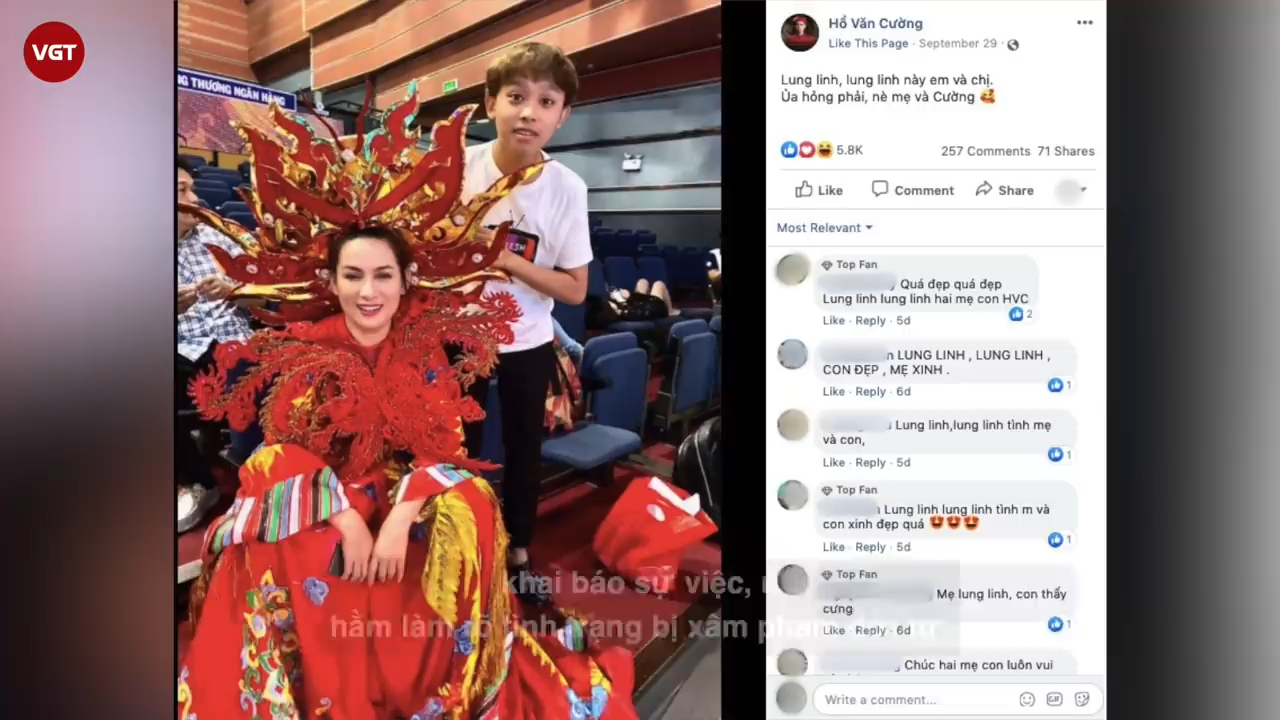 VGT
G THƯƠNG NGÂN HÀNG
Hồ Văn Cường
Like This Page · September 29 ·
Lung linh, lung linh này em và chị.
Ủa hỏng phải, nè mẹ và Cường 🥰
5.8K
257 Comments 71 Shares
Like Comment Share
Most Relevant
Top Fan
Quá đẹp quá đẹp
Lung linh lung linh hai mẹ con HVC
2
Like · Reply · 5d
LUNG LINH , LUNG LINH ,
CON ĐẸP , MẸ XINH .
1
Like · Reply · 6d
Lung linh,lung linh tình mẹ
và con,
1
Like · Reply · 5d
Top Fan
Lung linh lung linh tình m và
con xinh đẹp quá 🤩🤩🤩
1
Like · Reply · 5d
Top Fan
Mẹ lung linh, con thấy
cưng
1
Like · Reply · 6d
Chúc hai mẹ con luôn vui
Write a comment...
GIF
khai báo sự việc,
hằm làm rõ tình trạng bị xâm